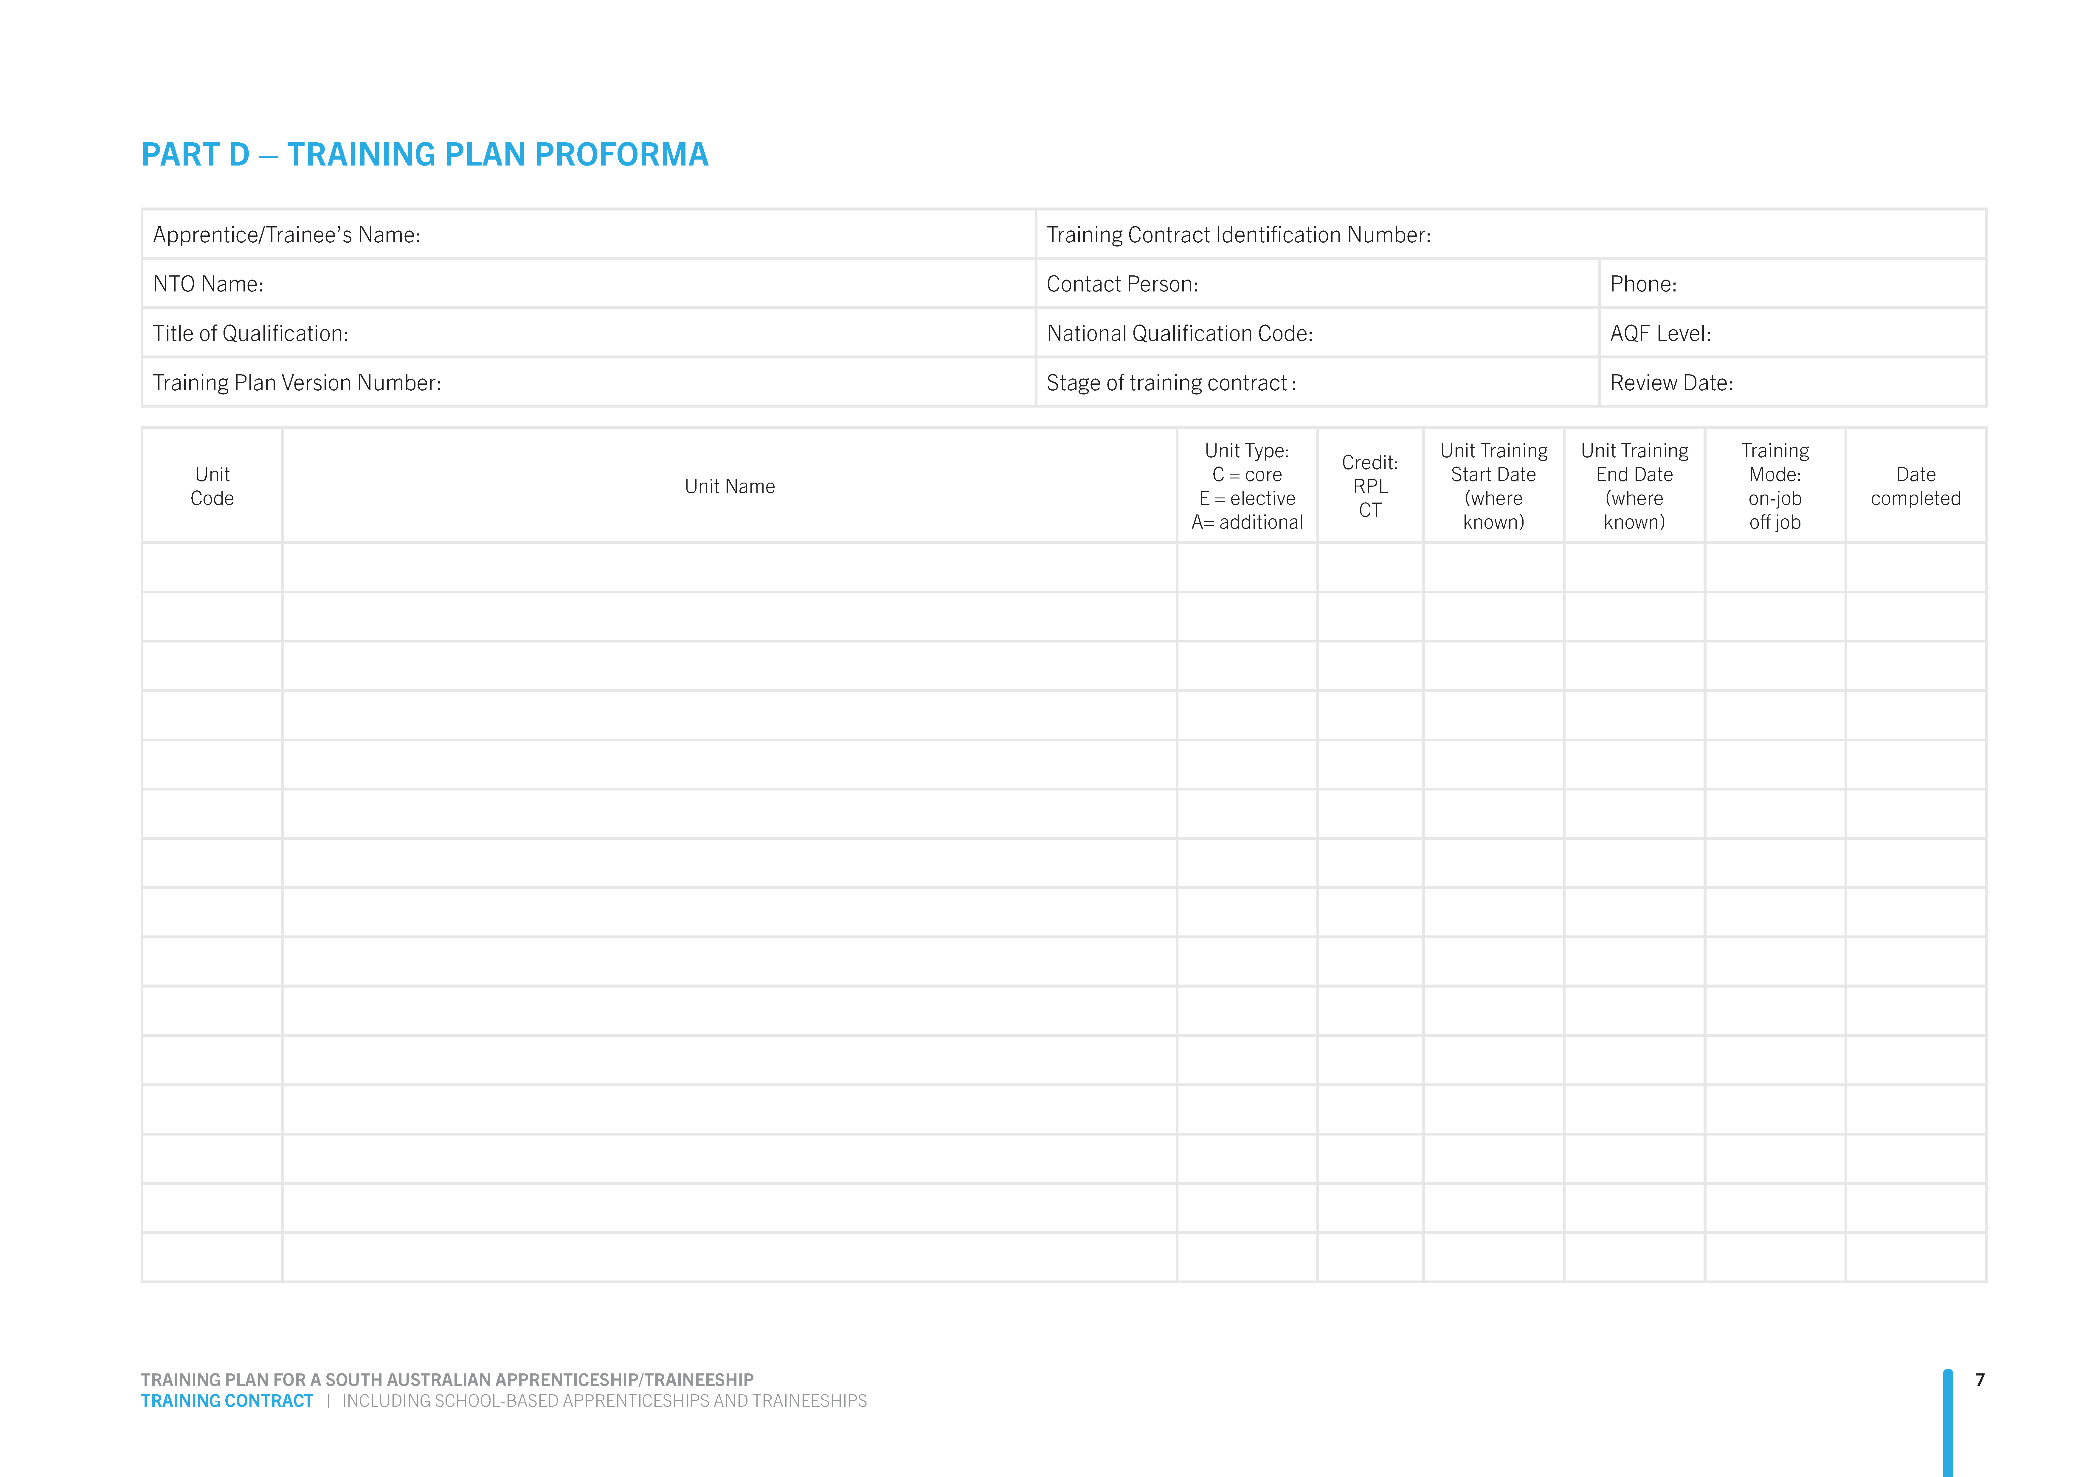 PART D – TRAINING PLAN PROFORMA
Apprentice/Trainee’s Name:
Training Contract Identification Number:
NTO Name:
Contact Person:
Phone:
Title of Qualification:
National Qualification Code:
AQF Level:
Training Plan Version Number:
Stage of training contract :
Review Date:
Unit
Code
Unit Name
Unit Type:
C = core
E = elective
A= additional
Credit:
RPL
CT
Unit Training
Start Date
(where
known)
Unit Training
End Date
(where
known)
Training
Mode:
on-job
off job
Date
completed
TRAINING PLAN FOR A SOUTH AUSTRALIAN APPRENTICESHIP/TRAINEESHIP
TRAINING CONTRACT | INCLUDING SCHOOL-BASED APPRENTICESHIPS AND TRAINEESHIPS
7